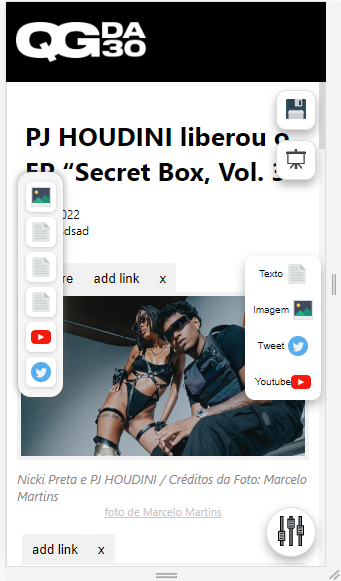 QG DA 30
PJ HOUDINI liberou o
EP “Secret Box, Vol. 3
022
dsad
re add link x
Texto
Imagem
Tweet
Youtube
Nicki Preta e PJ HOUDINI / Créditos da Foto: Marcelo
Martins
foto de Marcelo Martins
add link x